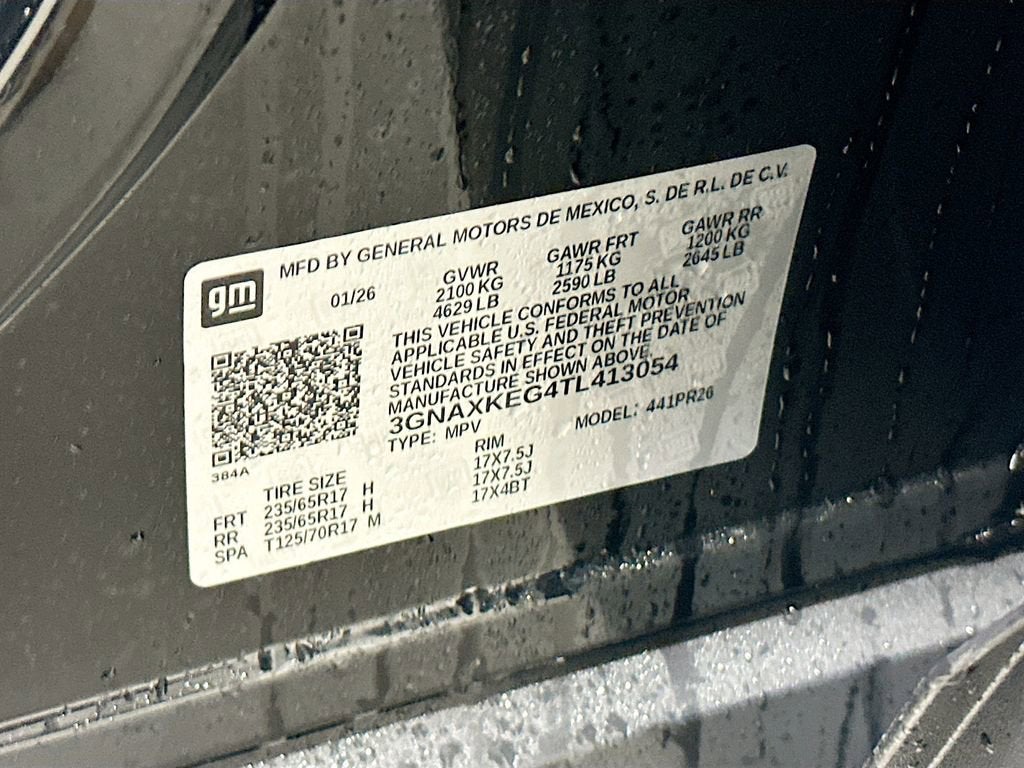 gm
MFD BY GENERAL MOTORS DE MEXICO, S. DE R.L. DE C.V.
01/26
GVWR GAWR FRT GAWR RR
2100 KG 1175 KG 1200 KG
4629 LB 2590 LB 2645 LB
THIS VEHICLE CONFORMS TO ALL
APPLICABLE U.S. FEDERAL MOTOR
VEHICLE SAFETY AND THEFT PREVENTION
STANDARDS IN EFFECT ON THE DATE OF
MANUFACTURE SHOWN ABOVE.
3GNAXKEG4TL413054
TYPE: MPV MODEL: 441PR26
384A
TIRE SIZE RIM
FRT 235/65R17 H 17X7.5J
RR 235/65R17 H 17X7.5J
SPA T125/70R17 M 17X4BT